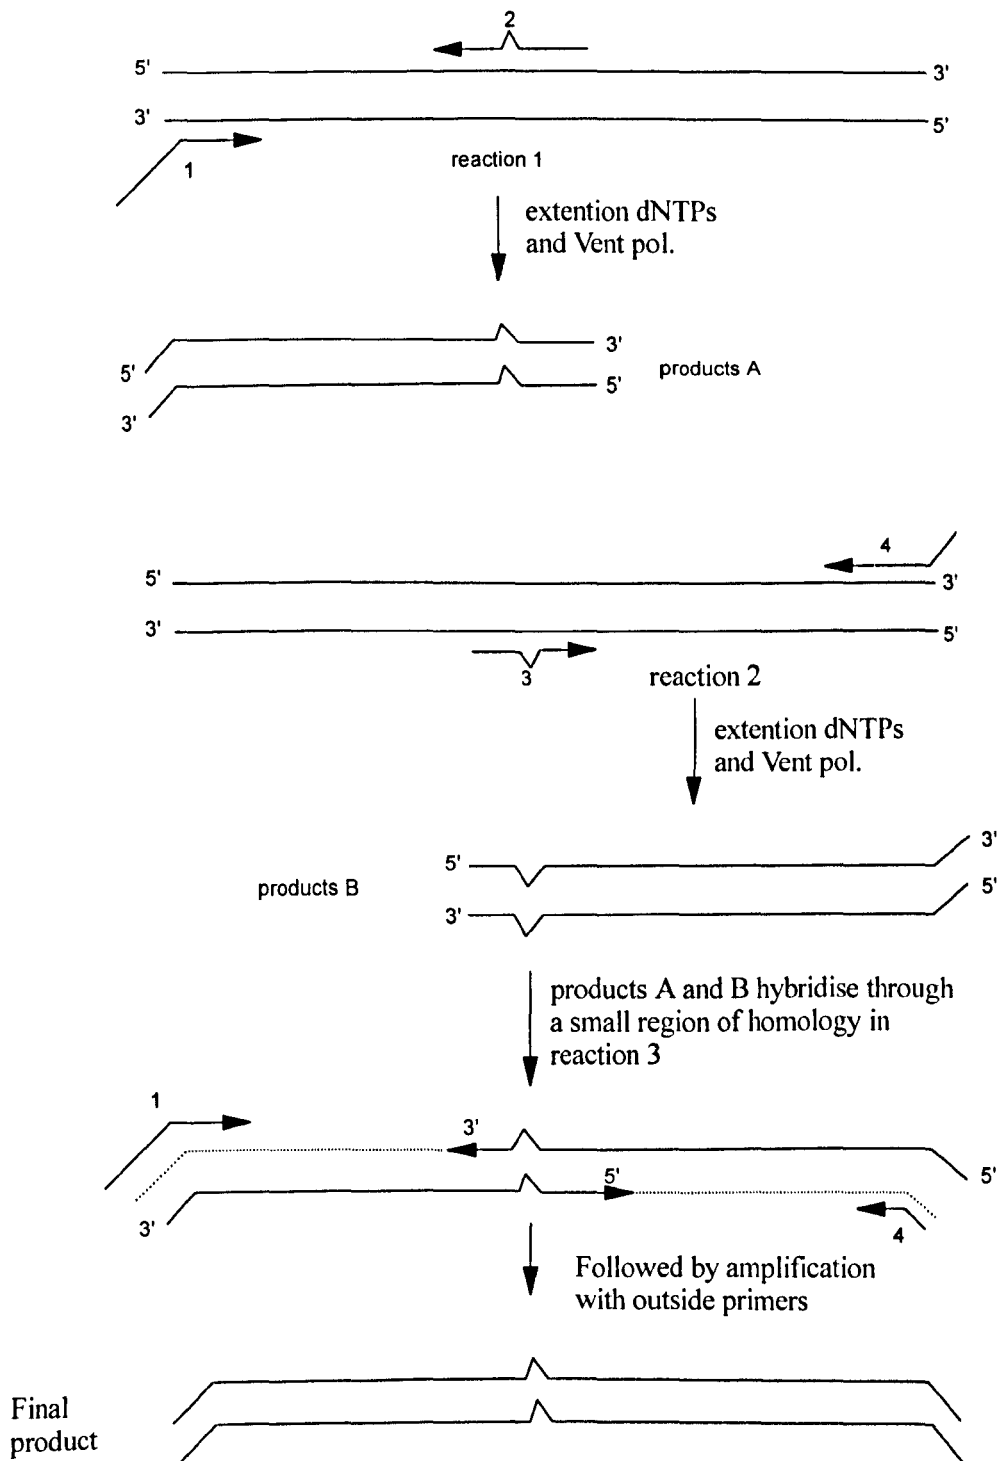 2
5' 3'
3' 5'
1
reaction 1
extention dNTPs
and Vent pol.
3'
5' products A
5'
3'
4
5' 3'
3' 5'
3 reaction 2
extention dNTPs
and Vent pol.
3'
5'
products B 5'
3'
products A and B hybridise through
a small region of homology in
reaction 3
1
3'
5' 5'
3' 4
Followed by amplification
with outside primers
Final
product